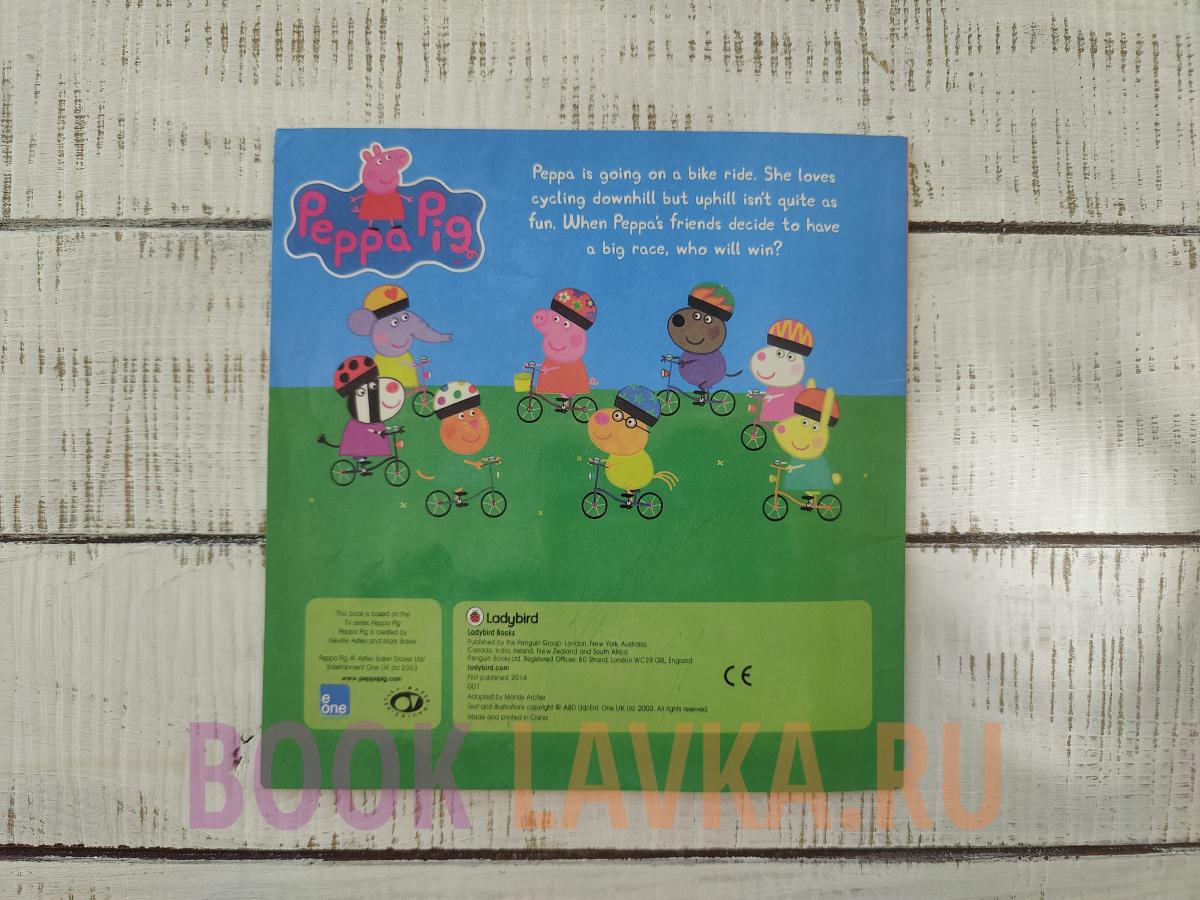 Peppa Pig
Peppa is going on a bike ride. She loves
cycling downhill but uphill isn't quite as
fun. When Peppa's friends decide to have
a big race, who will win?
This book is based on the
TV series Peppa Pig
Peppa Pig is created by
Neville Astley and Mark Baker
Peppa Pig © Astley Baker Davies Ltd/
Entertainment One UK Ltd 2003
www.peppapig.com
e
one
Ladybird
Ladybird Books
Published by the Penguin Group: London, New York, Australia,
Canada, India, Ireland, New Zealand and South Africa
Penguin Books Ltd, Registered Offices: 80 Strand, London WC2R ORL England
ladybird.com
First published 2014
001
Adapted by Mandy Archer
Text and illustrations copyright © ABD Ltd/Ent. One UK Ltd 2003. All rights reserved.
Made and printed in China
CE
BOOK LAVKA.RU